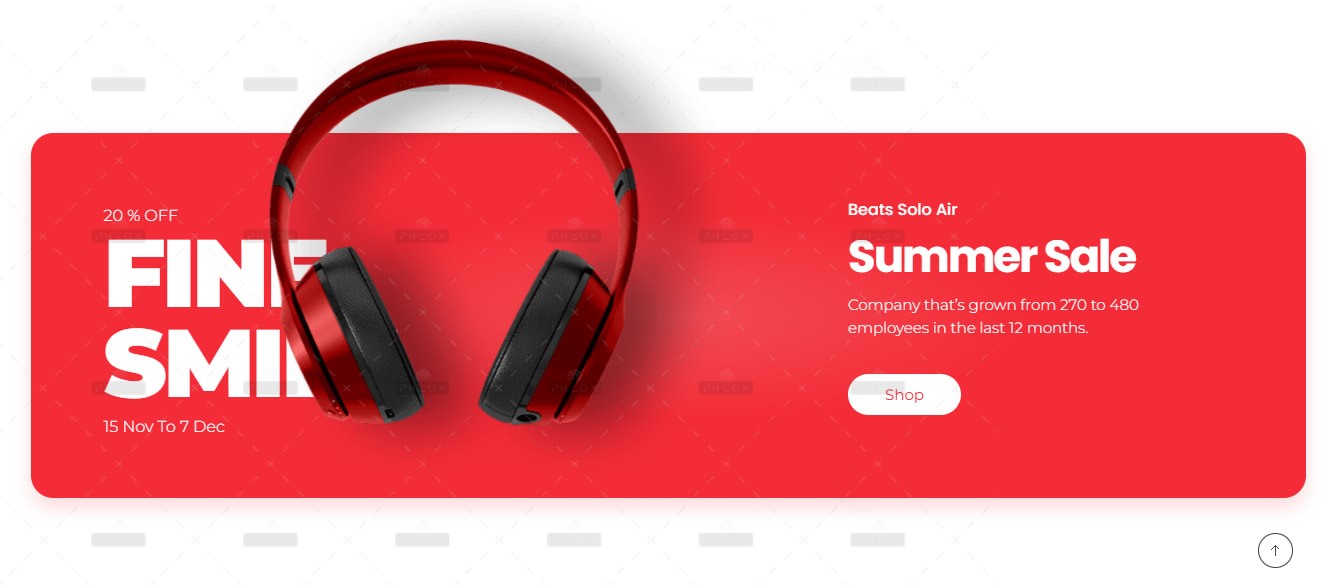 20 % OFF
FINE
SMI
15 Nov To 7 Dec
Beats Solo Air
Summer Sale
Company that's grown from 270 to 480
employees in the last 12 months.
Shop